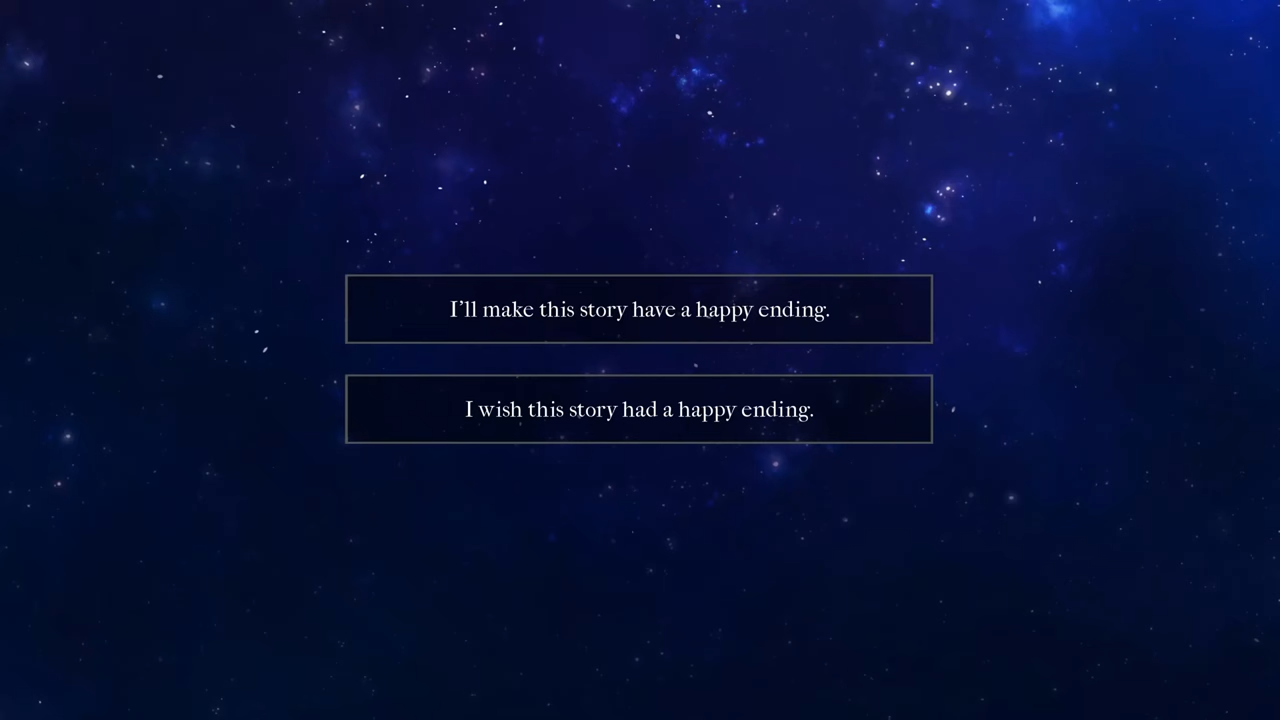 I’ll make this story have a happy ending.
I wish this story had a happy ending.